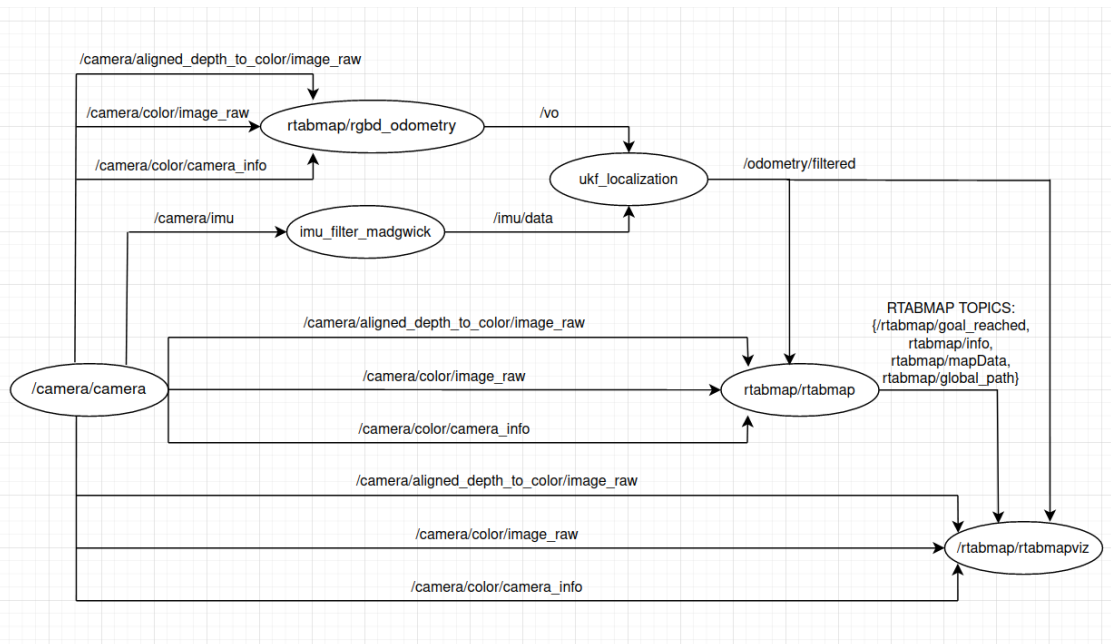 /camera/aligned_depth_to_color/image_raw
/camera/color/image_raw
rtabmap/rgbd_odometry
/vo
/camera/color/camera_info
ukf_localization
/odometry/filtered
/camera/imu
imu_filter_madgwick
/imu/data
RTABMAP TOPICS:
{/rtabmap/goal_reached,
rtabmap/info,
rtabmap/mapData,
rtabmap/global_path}
/camera/aligned_depth_to_color/image_raw
/camera/color/image_raw
/camera/camera
rtabmap/rtabmap
/camera/color/camera_info
/camera/aligned_depth_to_color/image_raw
/camera/color/image_raw
/rtabmap/rtabmapviz
/camera/color/camera_info